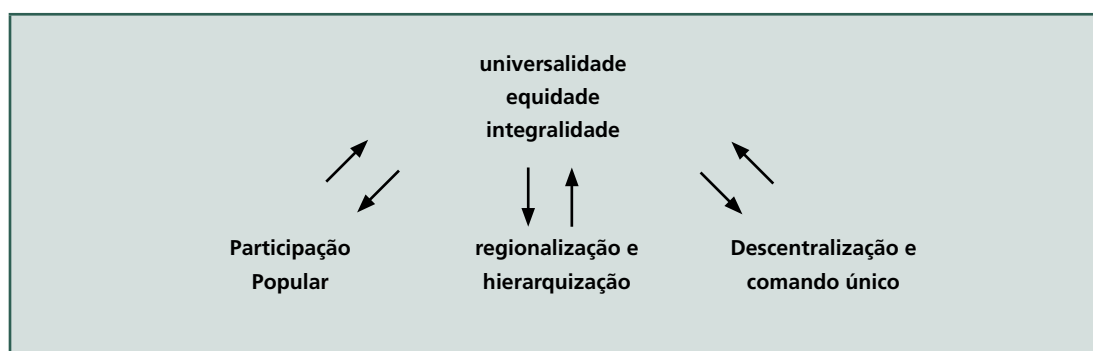 universalidade
equidade
integralidade
Participação
Popular
regionalização e
hierarquização
Descentralização e
comando único